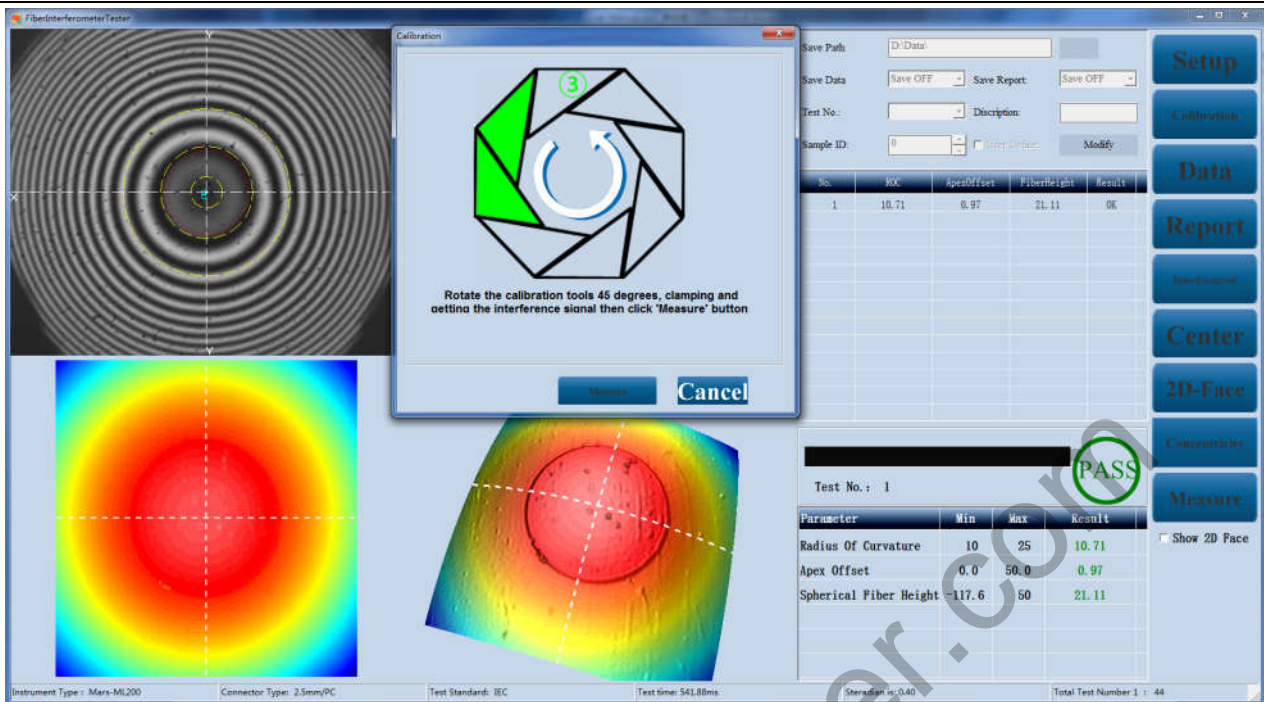 FiberInterferometerTester
Y
X
Y
Calibration
3
Rotate the calibration tools 45 degrees, clamping and
getting the interference signal then click 'Measure' button
Measure
Cancel
Save Path:
D:\Data\
Save Data
Save OFF
Save Report:
Save OFF
Test No.:
Discription:
Sample ID:
0
User Define:
Modify
No. ROC ApexOffset FiberHeight Result
1 10.71 0.97 21.11 OK
PASS
Test No.: 1
Parameter Min Max Result
Radius Of Curvature 10 25 10.71
Apex Offset 0.0 50.0 0.97
Spherical Fiber Height -117.6 50 21.11
Setup
Calibration
Data
Report
Center
2D-Face
Concentricity
Measure
Show 2D Face
Instrument Type : Mars-ML200
Connector Type: 2.5mm/PC
Test Standard: IEC
Test time: 541.88ms
Steradian is: 0.40
Total Test Number 1 : 44
er.com